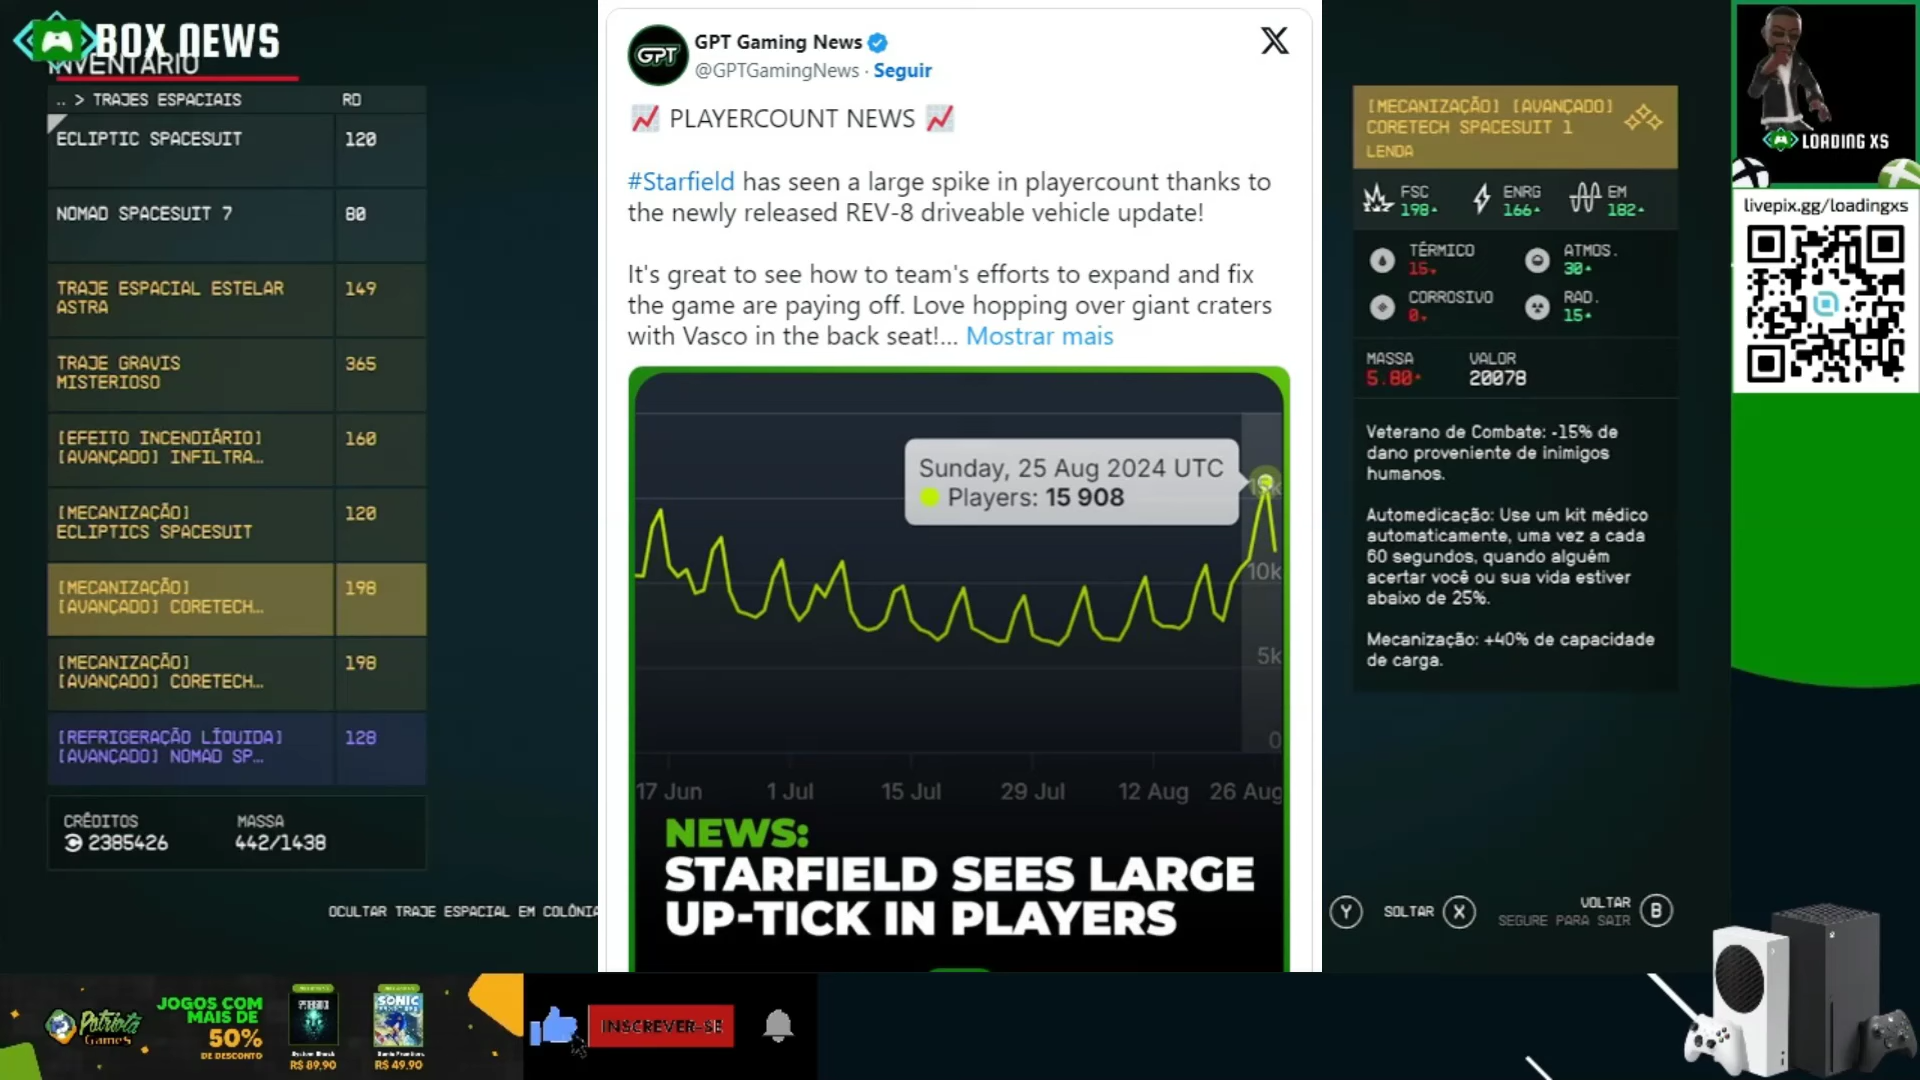 BOX NEWS
INVENTÁRIO
.. > TRAJES ESPACIAIS RD
ECLIPTIC SPACESUIT 120
NOMAD SPACESUIT 7 80
TRAJE ESPACIAL ESTELAR
ASTRA
149
TRAJE GRAVIS
MISTERIOSO
365
[EFEITO INCENDIÁRIO]
[AVANÇADO] INFILTRA...
160
[MECANIZAÇÃO]
ECLIPTICS SPACESUIT
120
[MECANIZAÇÃO]
[AVANÇADO] CORETECH...
198
[MECANIZAÇÃO]
[AVANÇADO] CORETECH...
198
[REFRIGERAÇÃO LÍQUIDA]
[AVANÇADO] NOMAD SP...
128
CRÉDITOS MASSA
2385426 442/1438
OCULTAR TRAJE ESPACIAL EM COLÔNIA
GPT
GPT Gaming News
@GPTGamingNews · Seguir
X
PLAYERCOUNT NEWS
#Starfield has seen a large spike in playercount thanks to
the newly released REV-8 driveable vehicle update!
It's great to see how to team's efforts to expand and fix
the game are paying off. Love hopping over giant craters
with Vasco in the back seat!... Mostrar mais
Sunday, 25 Aug 2024 UTC
Players: 15 908
15k
10k
5k
0
17 Jun 1 Jul 15 Jul 29 Jul 12 Aug 26 Aug
NEWS:
STARFIELD SEES LARGE
UP-TICK IN PLAYERS
[MECANIZAÇÃO] [AVANÇADO]
CORETECH SPACESUIT 1
LENDA
FSC ENRG EM
198 166 182
TÉRMICO ATMOS.
15 30
CORROSIVO RAD.
0 15
MASSA VALOR
5.80 20078
Veterano de Combate: -15% de
dano proveniente de inimigos
humanos.
Automedicação: Use um kit médico
automaticamente, uma vez a cada
60 segundos, quando alguém
acertar você ou sua vida estiver
abaixo de 25%.
Mecanização: +40% de capacidade
de carga.
Y SOLTAR X VOLTAR B
SEGURE PARA SAIR
LOADING XS
livepix.gg/loadingxs
Patriota
Games
JOGOS COM
MAIS DE
50%
DE DESCONTO
System Shock
R$ 89,90
SONIC
Sonic Frontiers
R$ 49,90
INSCREVER-SE